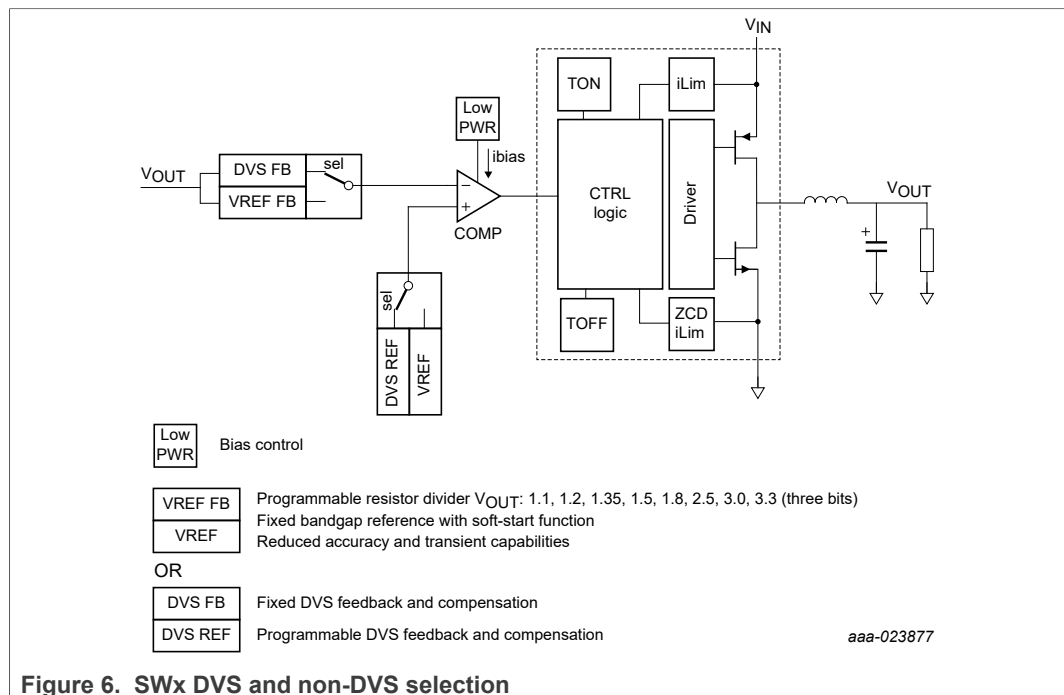 VIN
TON
iLim
Low
PWR
ibias
sel
DVS FB
VREF FB
VOUT
−
+
COMP
CTRL
logic
Driver
VOUT
+
sel
DVS REF
VREF
TOFF
ZCD
iLim
Low
PWR
Bias control
VREF FB
Programmable resistor divider VOUT: 1.1, 1.2, 1.35, 1.5, 1.8, 2.5, 3.0, 3.3 (three bits)
Fixed bandgap reference with soft-start function
VREF
Reduced accuracy and transient capabilities
OR
DVS FB
Fixed DVS feedback and compensation
DVS REF
Programmable DVS feedback and compensation
aaa-023877
Figure 6. SWx DVS and non-DVS selection